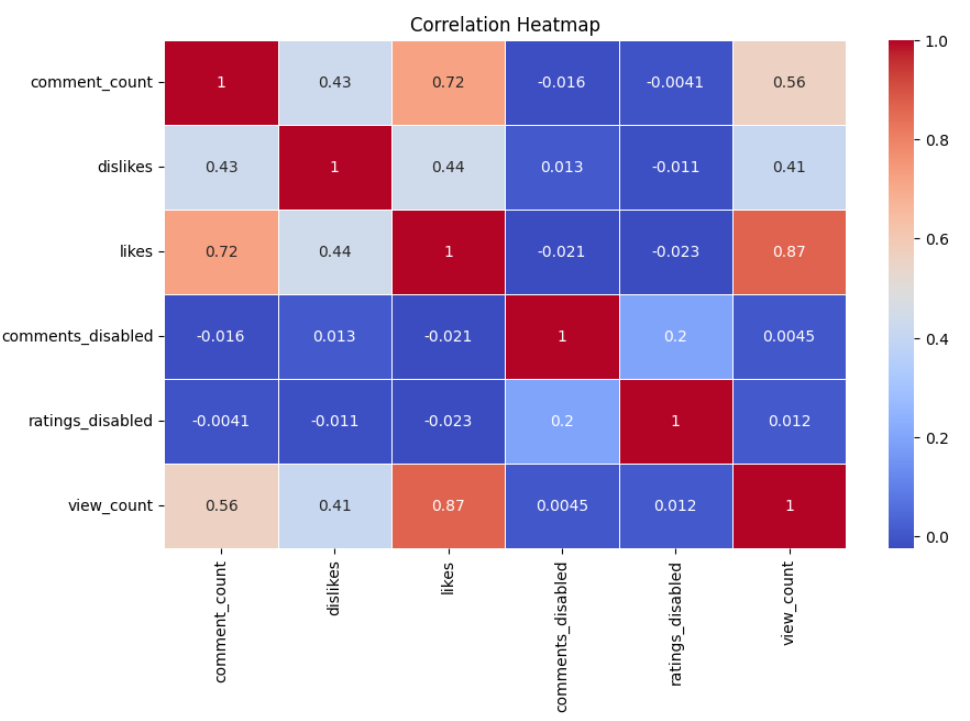 Correlation Heatmap
comment_count 1 0.43 0.72 -0.016 -0.0041 0.56
dislikes 0.43 1 0.44 0.013 -0.011 0.41
likes 0.72 0.44 1 -0.021 -0.023 0.87
comments_disabled -0.016 0.013 -0.021 1 0.2 0.0045
ratings_disabled -0.0041 -0.011 -0.023 0.2 1 0.012
view_count 0.56 0.41 0.87 0.0045 0.012 1
comment_count
dislikes
likes
comments_disabled
ratings_disabled
view_count
1.0
0.8
0.6
0.4
0.2
0.0